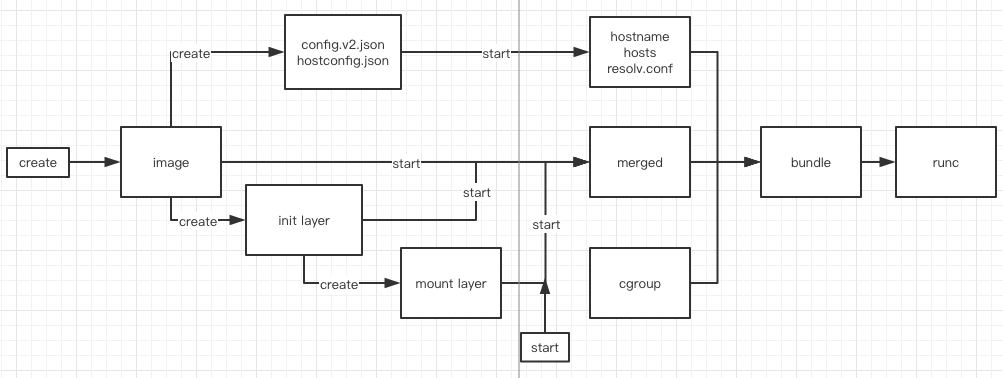 create
config.v2.json
hostconfig.json
start
hostname
hosts
resolv.conf
create
image
start
merged
bundle
runc
start
create
init layer
start
create
mount layer
cgroup
start